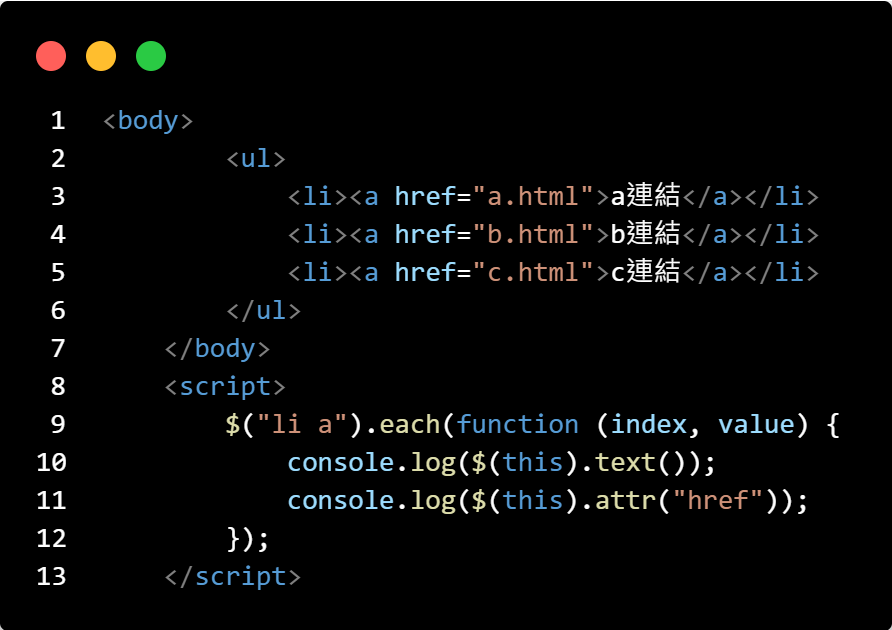 1 <body>
2         <ul>
3             <li><a href="a.html">a連結</a></li>
4             <li><a href="b.html">b連結</a></li>
5             <li><a href="c.html">c連結</a></li>
6         </ul>
7     </body>
8     <script>
9         $("li a").each(function (index, value) {
10             console.log($(this).text());
11             console.log($(this).attr("href"));
12         });
13     </script>